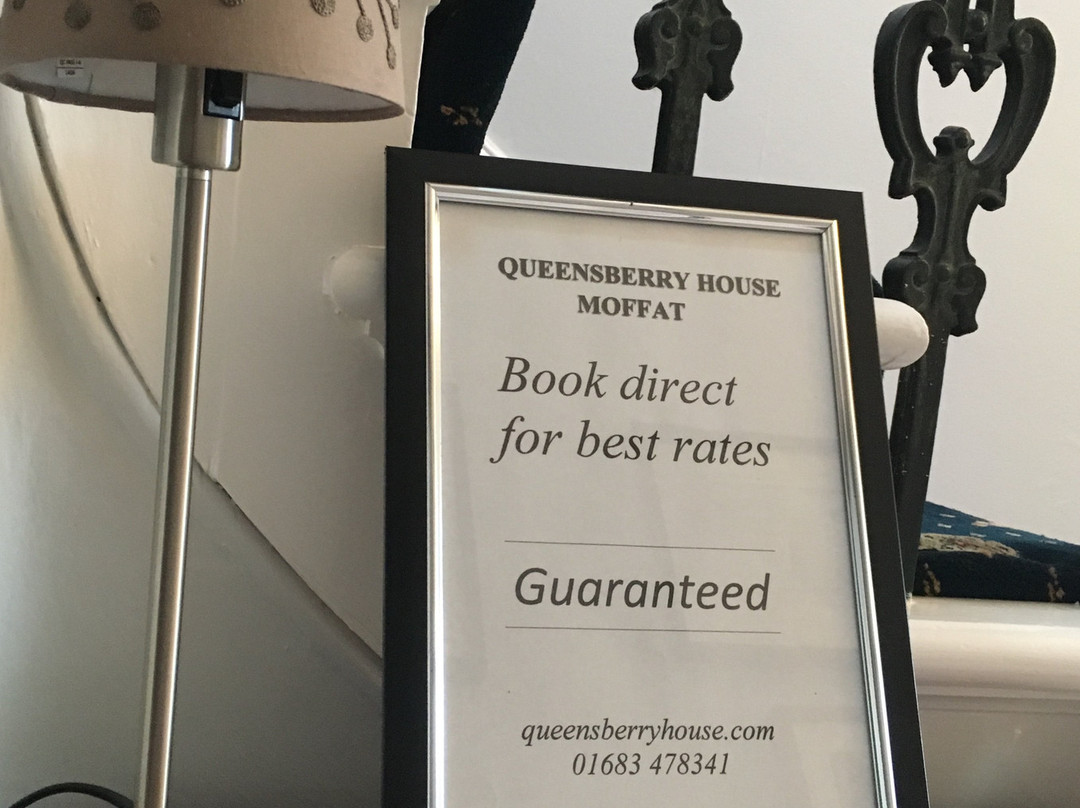 QUEENSBERRY HOUSE
MOFFAT
Book direct
for best rates
Guaranteed
queensberryhouse.com
01683 478341